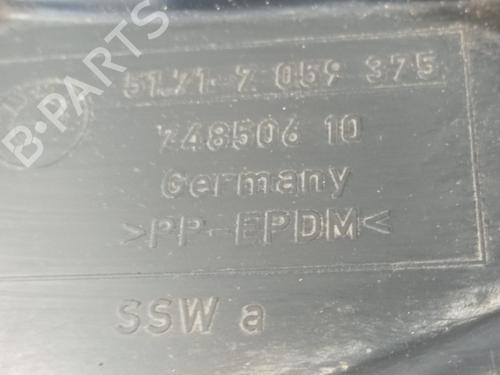 B-PARTS
51.71-7 059 375
748506 10
Germany
>PP-EPDM<
SSW a